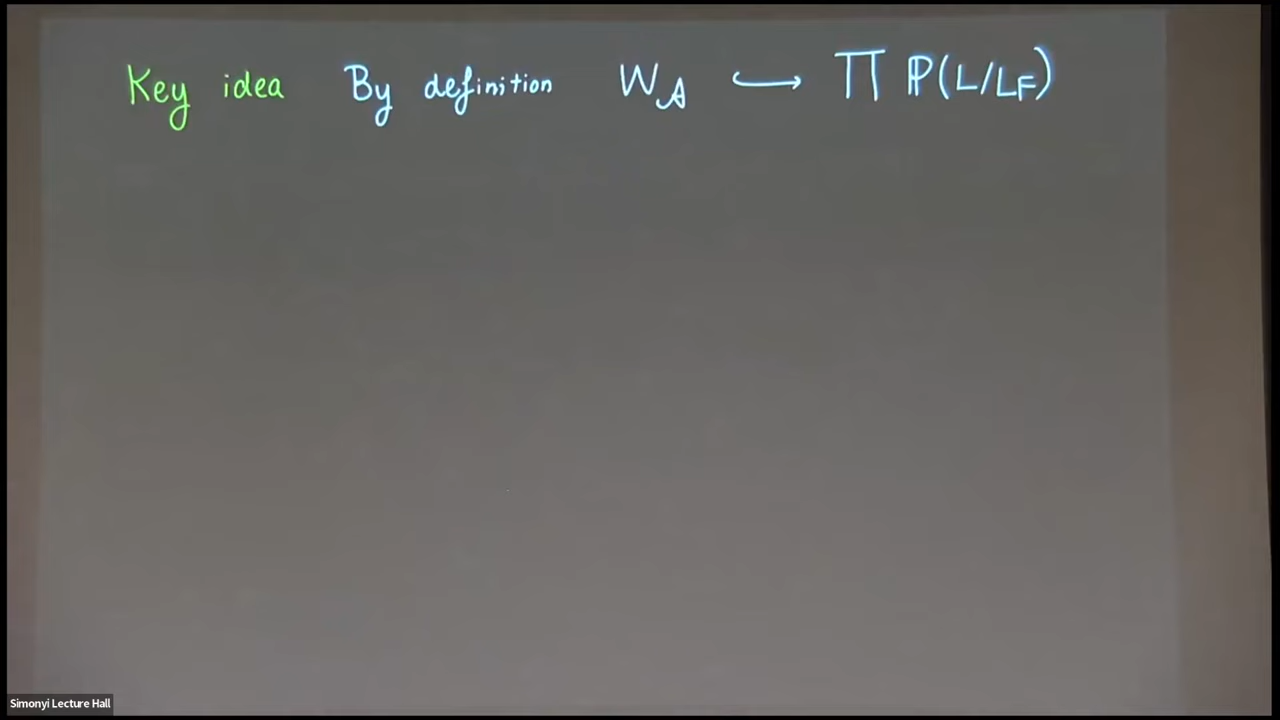 Key idea By definition W_A ↪ ∏ ℙ(L/L_F)
Simonyi Lecture Hall